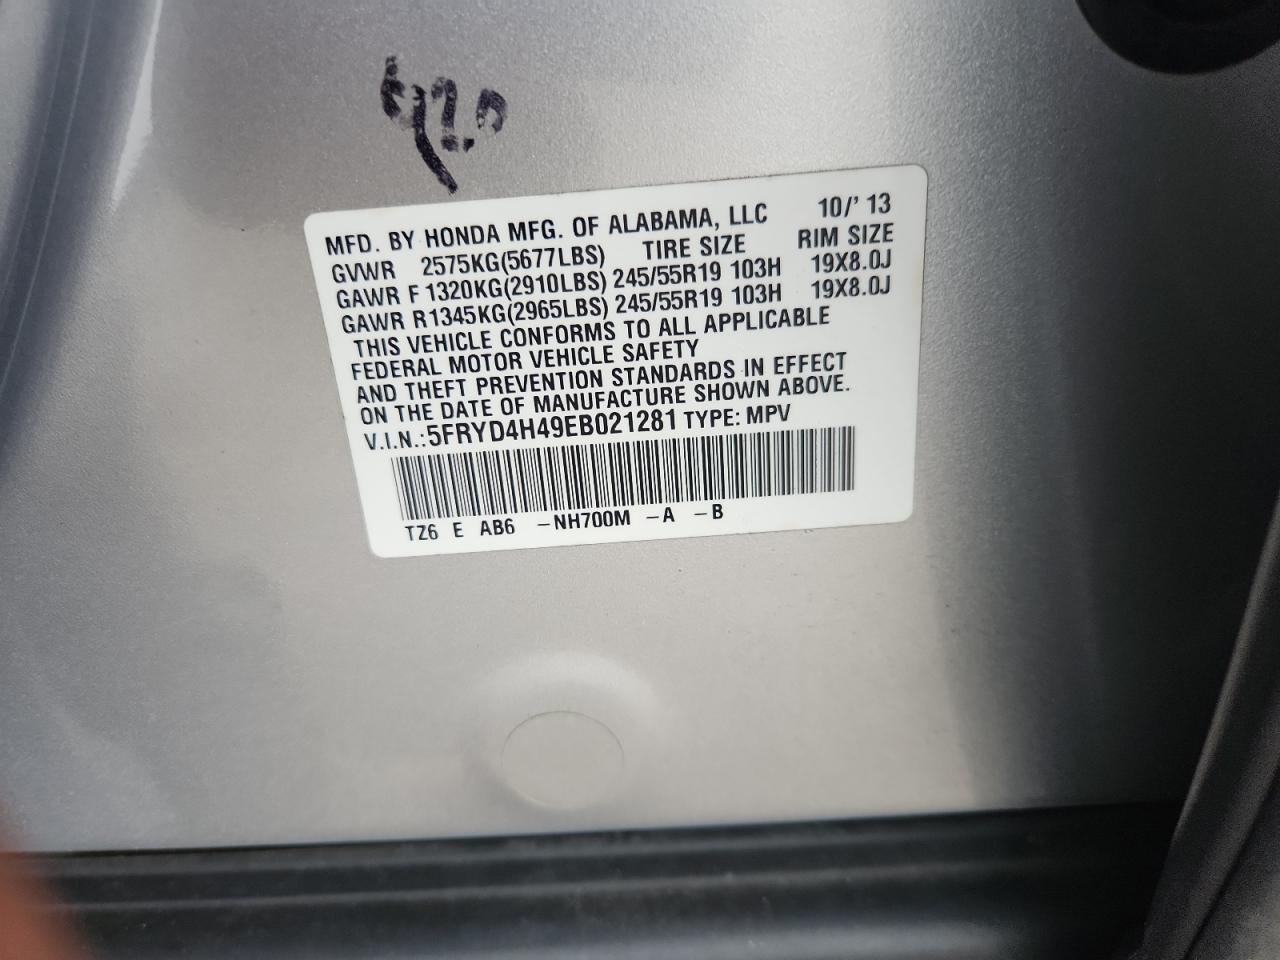 MFD. BY HONDA MFG. OF ALABAMA, LLC 10/' 13
GVWR 2575KG(5677LBS) TIRE SIZE RIM SIZE
GAWR F 1320KG(2910LBS) 245/55R19 103H 19X8.0J
GAWR R1345KG(2965LBS) 245/55R19 103H 19X8.0J
THIS VEHICLE CONFORMS TO ALL APPLICABLE
FEDERAL MOTOR VEHICLE SAFETY
AND THEFT PREVENTION STANDARDS IN EFFECT
ON THE DATE OF MANUFACTURE SHOWN ABOVE.
V.I.N.:5FRYD4H49EB021281 TYPE: MPV
TZ6 E AB6 -NH700M -A -B